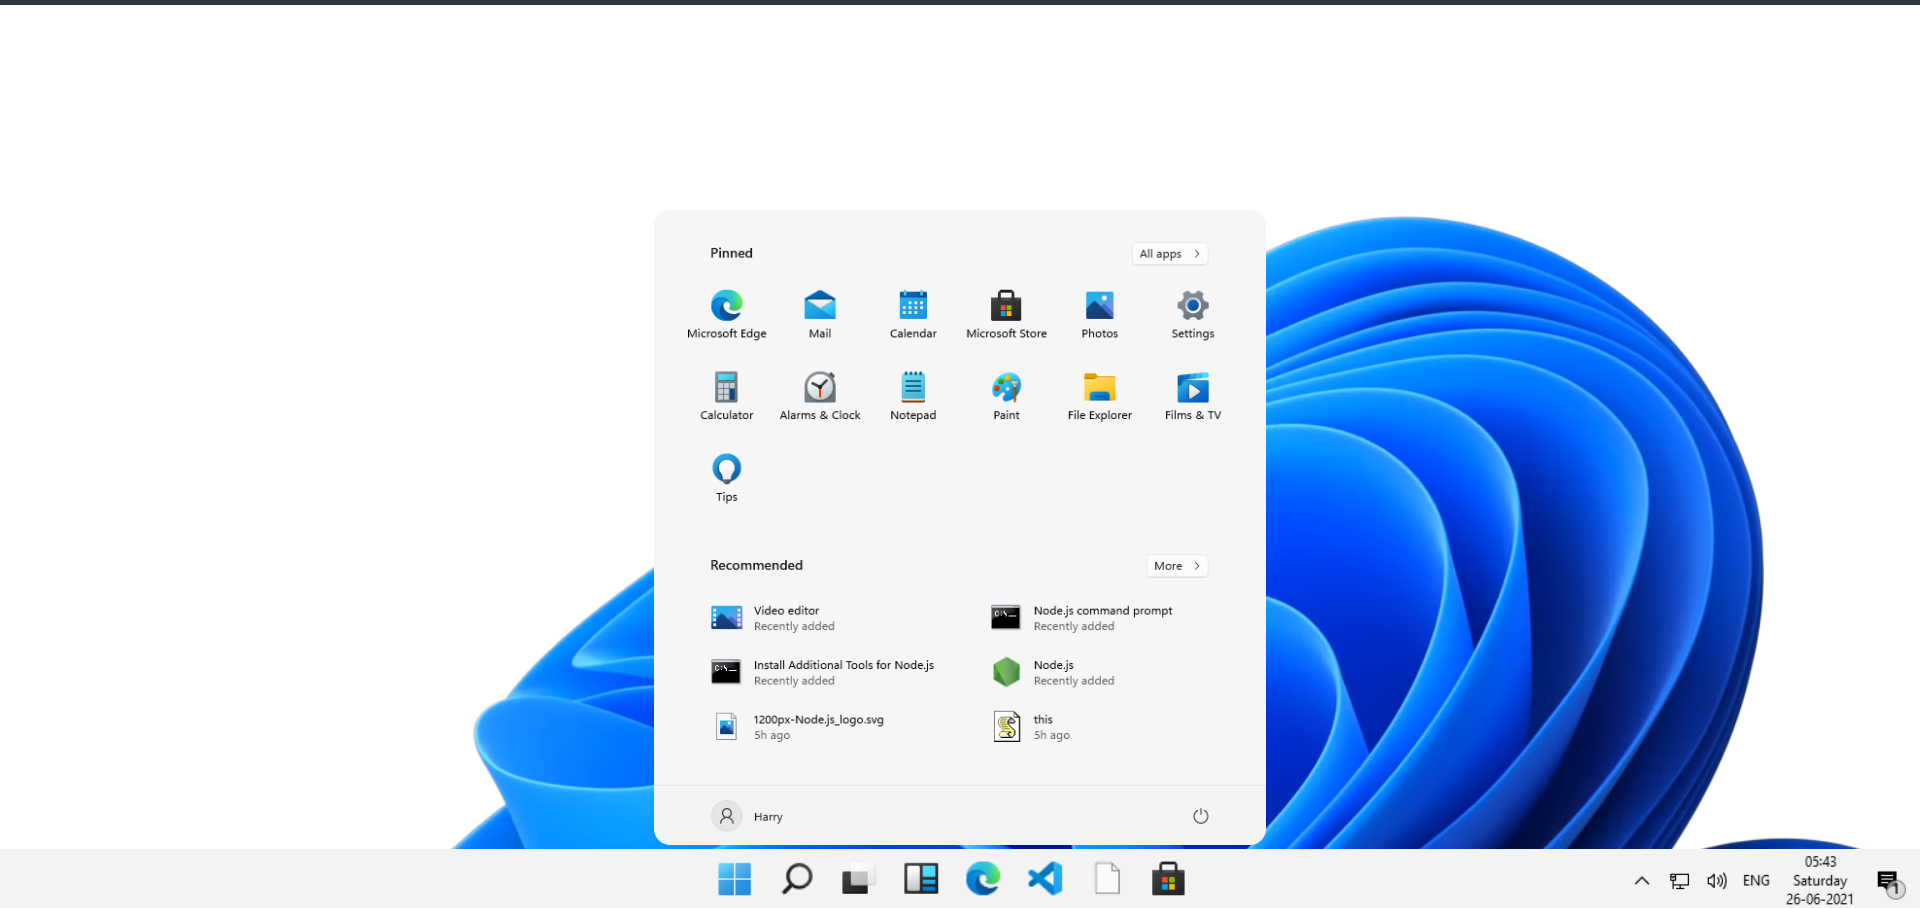 Pinned
All apps
Microsoft Edge
Mail
Calendar
Microsoft Store
Photos
Settings
Calculator
Alarms & Clock
Notepad
Paint
File Explorer
Films & TV
Tips
Recommended
More
Video editor
Recently added
Node.js command prompt
Recently added
Install Additional Tools for Node.js
Recently added
Node.js
Recently added
1200px-Node.js_logo.svg
5h ago
this
5h ago
Harry
ENG
05:43
Saturday
26-06-2021
1